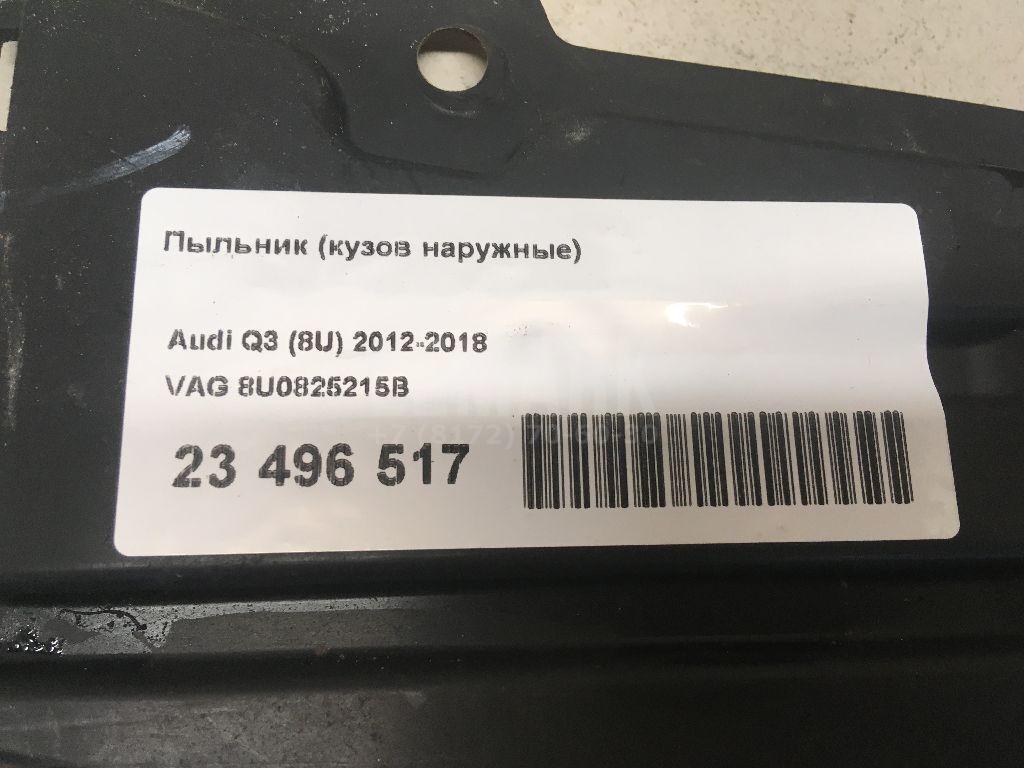 Пыльник (кузов наружные)
Audi Q3 (8U) 2012-2018
VAG 8U0825215B
23 496 517